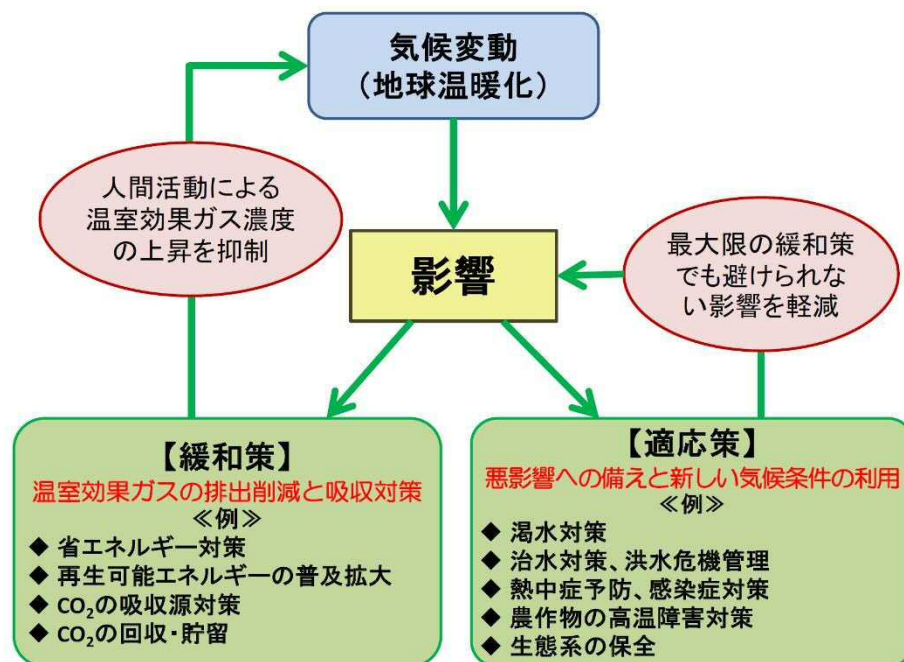 気候変動
（地球温暖化）
人間活動による
温室効果ガス濃度
の上昇を抑制
影響
最大限の緩和策
でも避けられな
い影響を軽減
【緩和策】
温室効果ガスの排出削減と吸収対策
≪例≫
◆ 省エネルギー対策
◆ 再生可能エネルギーの普及拡大
◆ CO₂の吸収源対策
◆ CO₂の回収・貯留
【適応策】
悪影響への備えと新しい気候条件の利用
≪例≫
◆ 渇水対策
◆ 治水対策、洪水危機管理
◆ 熱中症予防、感染症対策
◆ 農作物の高温障害対策
◆ 生態系の保全